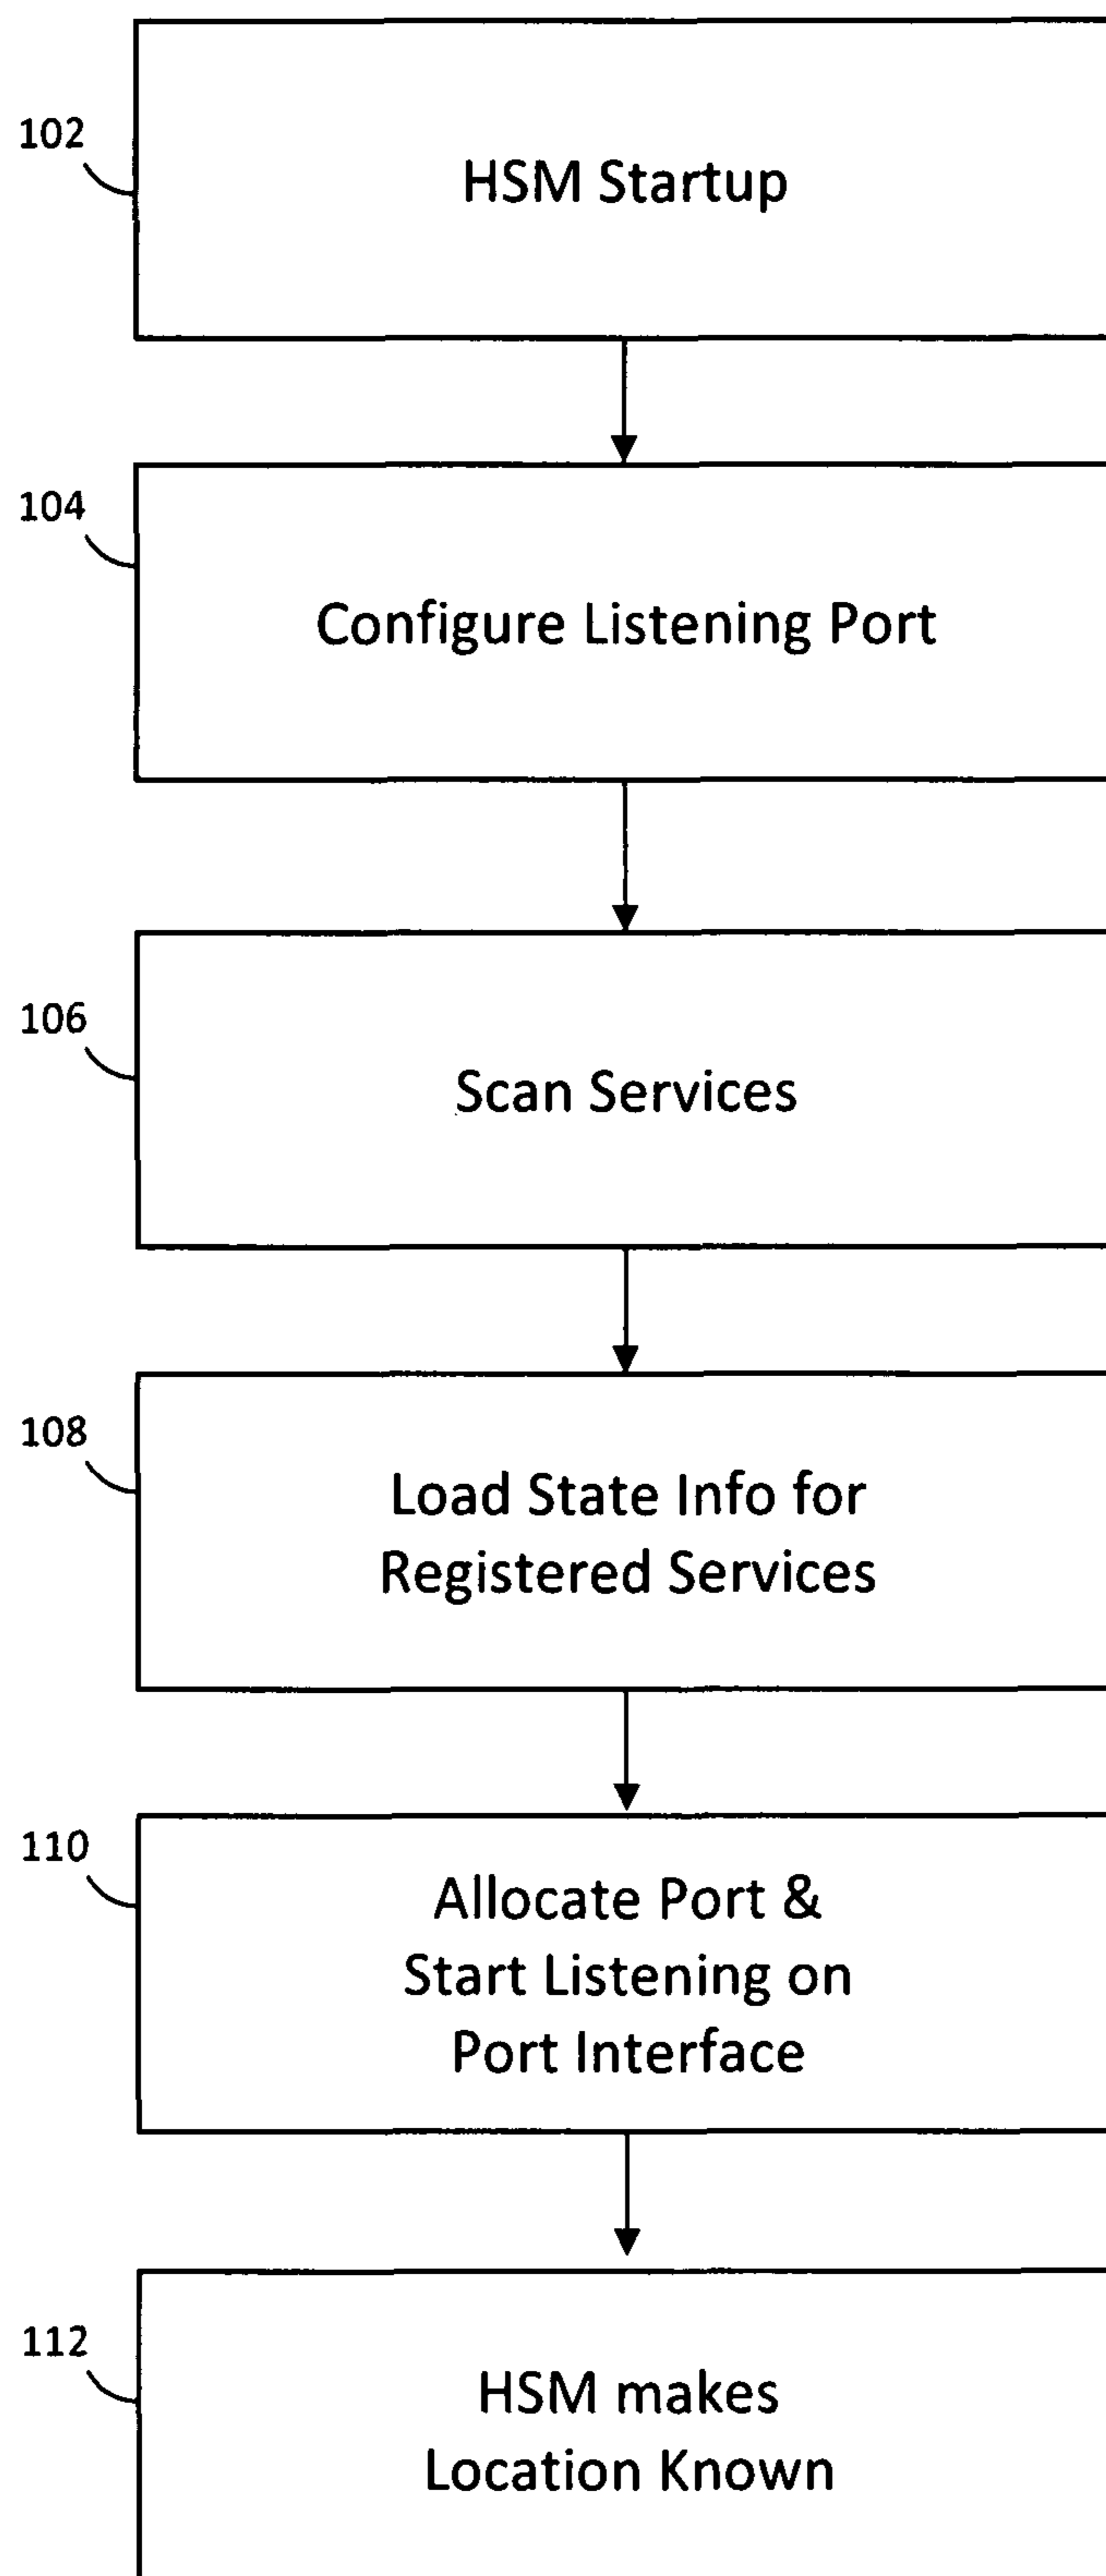 102
HSM Startup
104
Configure Listening Port
106
Scan Services
108
Load State Info for
Registered Services
110
Allocate Port &
Start Listening on
Port Interface
112
HSM makes
Location Known